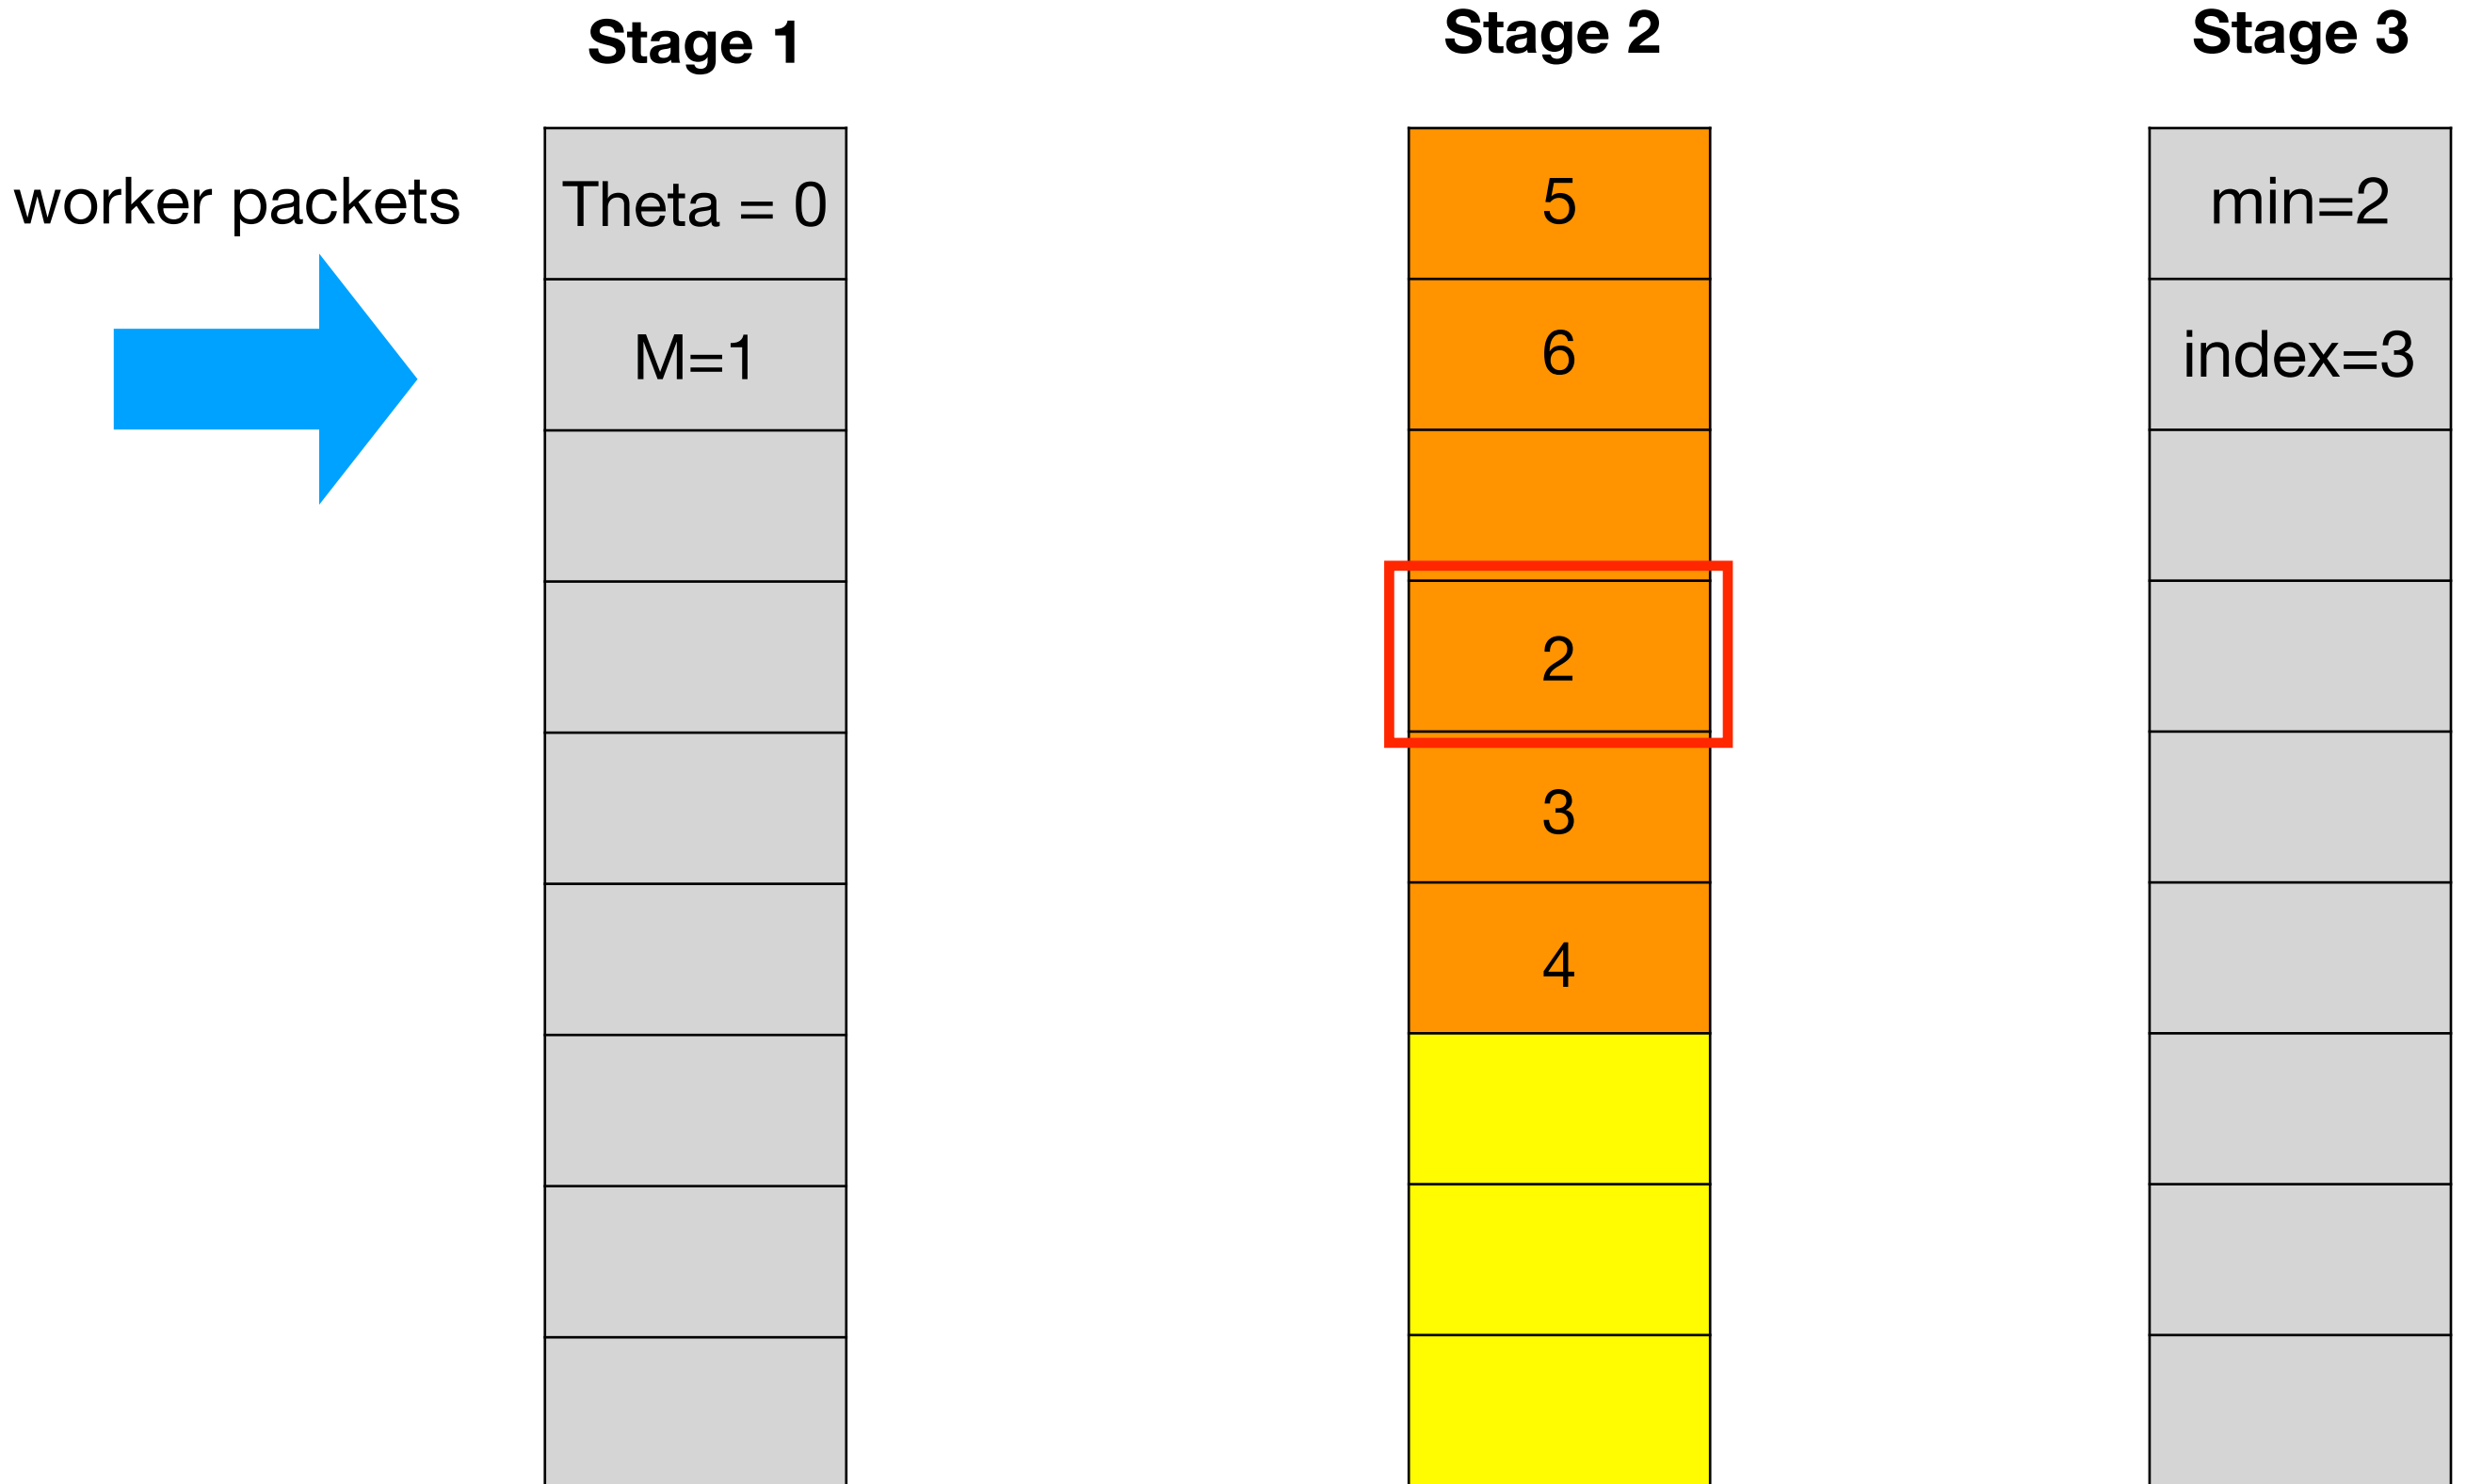 Stage 1
Stage 2
Stage 3
worker packets
Theta = 0
M=1
5
6
2
3
4
min=2
index=3